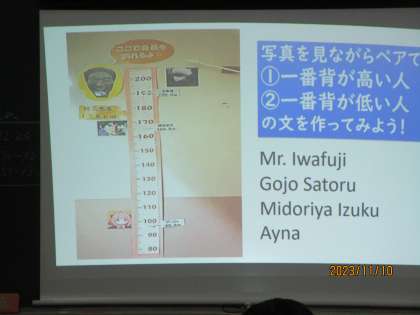 写真を見ながらペアで
①一番背が高い人
②一番背が低い人
の文を作ってみよう!
Mr. Iwafuji
Gojo Satoru
Midoriya Izuku
Ayna
200
190
180
170
160
150
140
130
120
110
100
90
80
2023/11/10